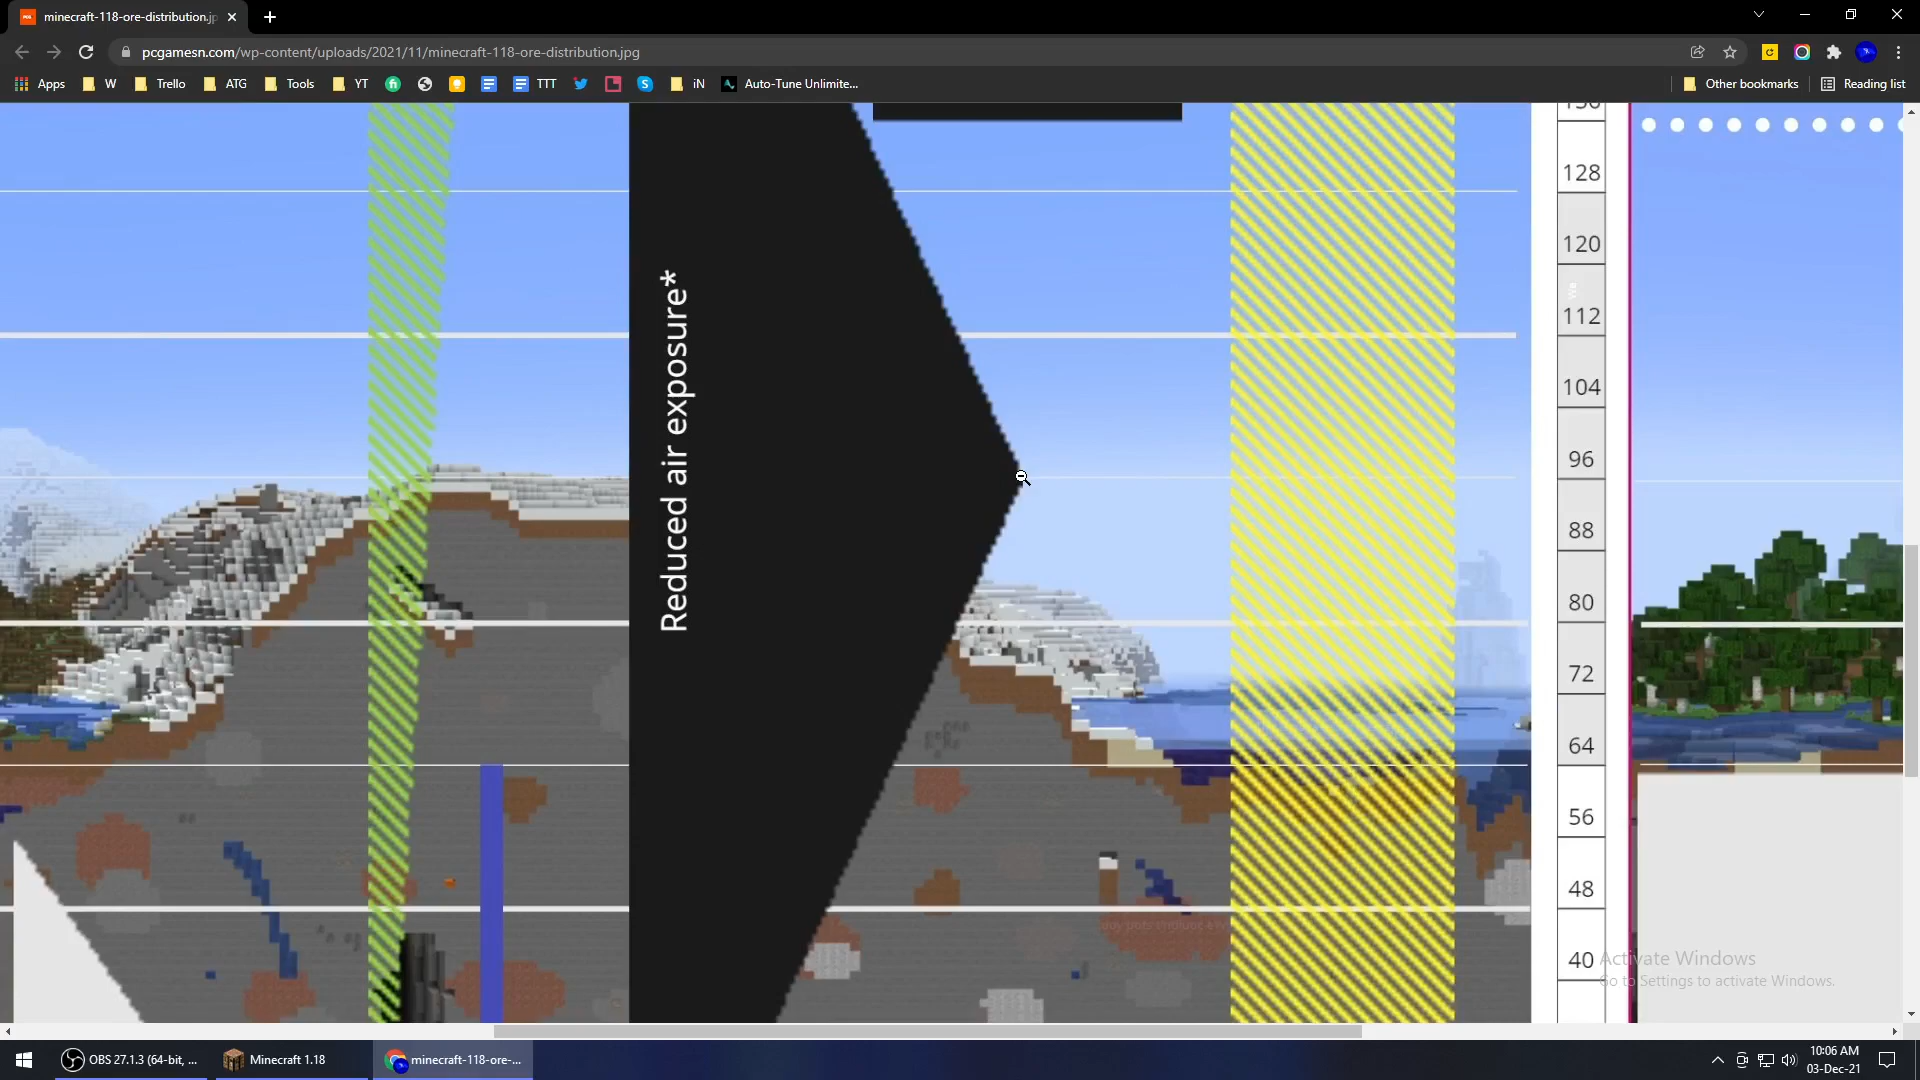 minecraft-118-ore-distribution.jp
pcgamesn.com/wp-content/uploads/2021/11/minecraft-118-ore-distribution.jpg
Apps
W
Trello
ATG
Tools
YT
TTT
iN
Auto-Tune Unlimite...
Other bookmarks
Reading list
Reduced air exposure*
128
120
112
104
96
88
80
72
64
56
48
40
Activate Windows
Go to Settings to activate Windows.
OBS 27.1.3 (64-bit, ...
Minecraft 1.18
minecraft-118-ore-...
10:06 AM
03-Dec-21